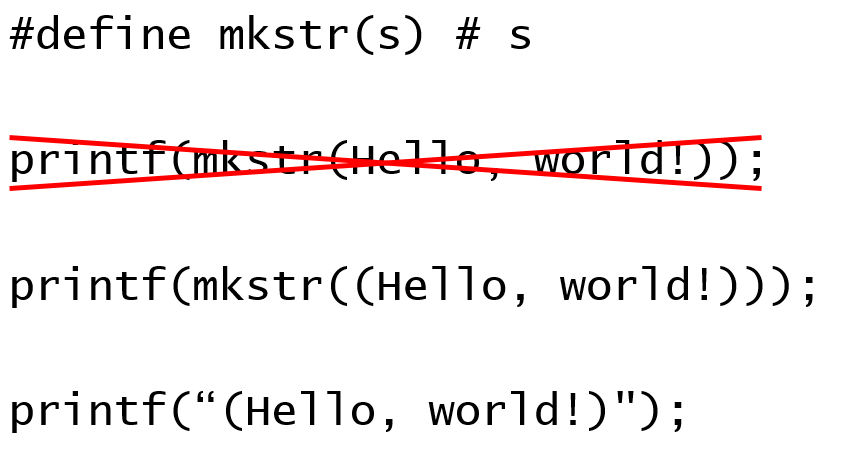 #define mkstr(s) # s
printf(mkstr(Hello, world!));
printf(mkstr((Hello, world!)));
printf(“(Hello, world!)");